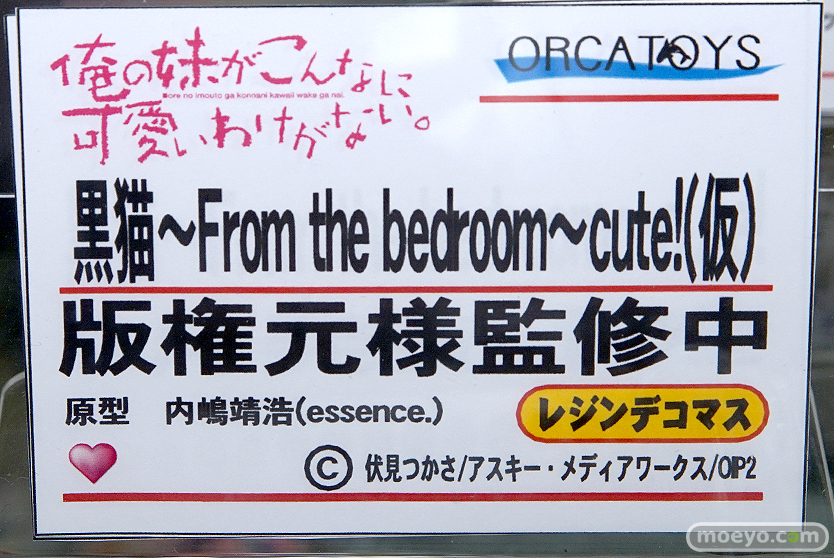 俺の妹がこんなに
ore no imouto ga konnani kawaii wake ga nai.
可愛いわけがない。
ORCATOYS
黒猫～From the bedroom～cute!(仮)
版権元様監修中
原型 内嶋靖浩(essence.)
レジンデコマス
©伏見つかさ/アスキー・メディアワークス/OIP2
moeyo.com